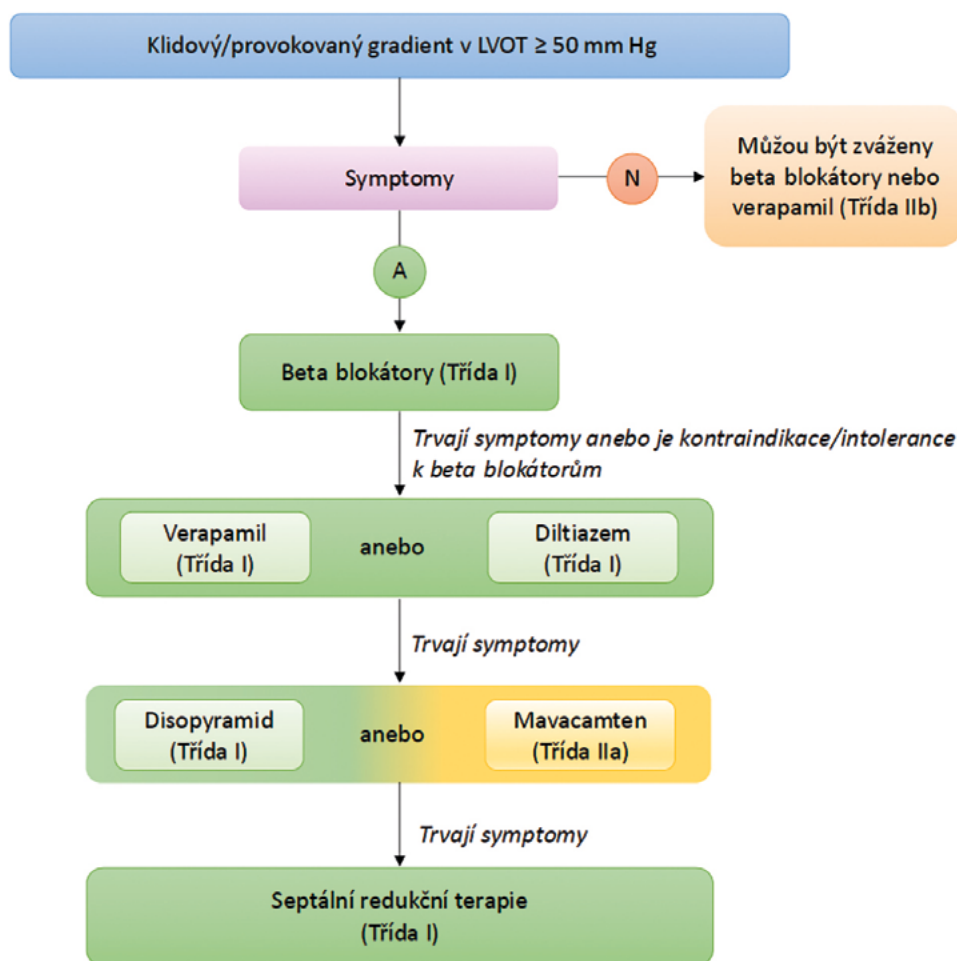 Klidový/provokovaný gradient v LVOT ≥ 50 mm Hg
Symptomy
N
Můžou být zváženy
beta blokátory nebo
verapamil (Třída IIb)
A
Beta blokátory (Třída I)
Trvají symptomy anebo je kontraindikace/intolerance
k beta blokátorům
Verapamil
(Třída I)
anebo
Diltiazem
(Třída I)
Trvají symptomy
Disopyramid
(Třída I)
anebo
Mavacamten
(Třída IIa)
Trvají symptomy
Septální redukční terapie
(Třída I)